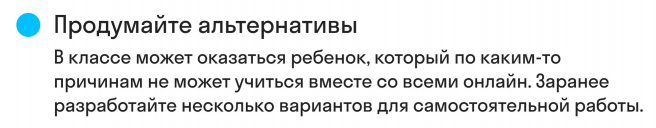 Продумайте альтернативы
В классе может оказаться ребенок, который по каким-то
причинам не может учиться вместе со всеми онлайн. Заранее
разработайте несколько вариантов для самостоятельной работы.